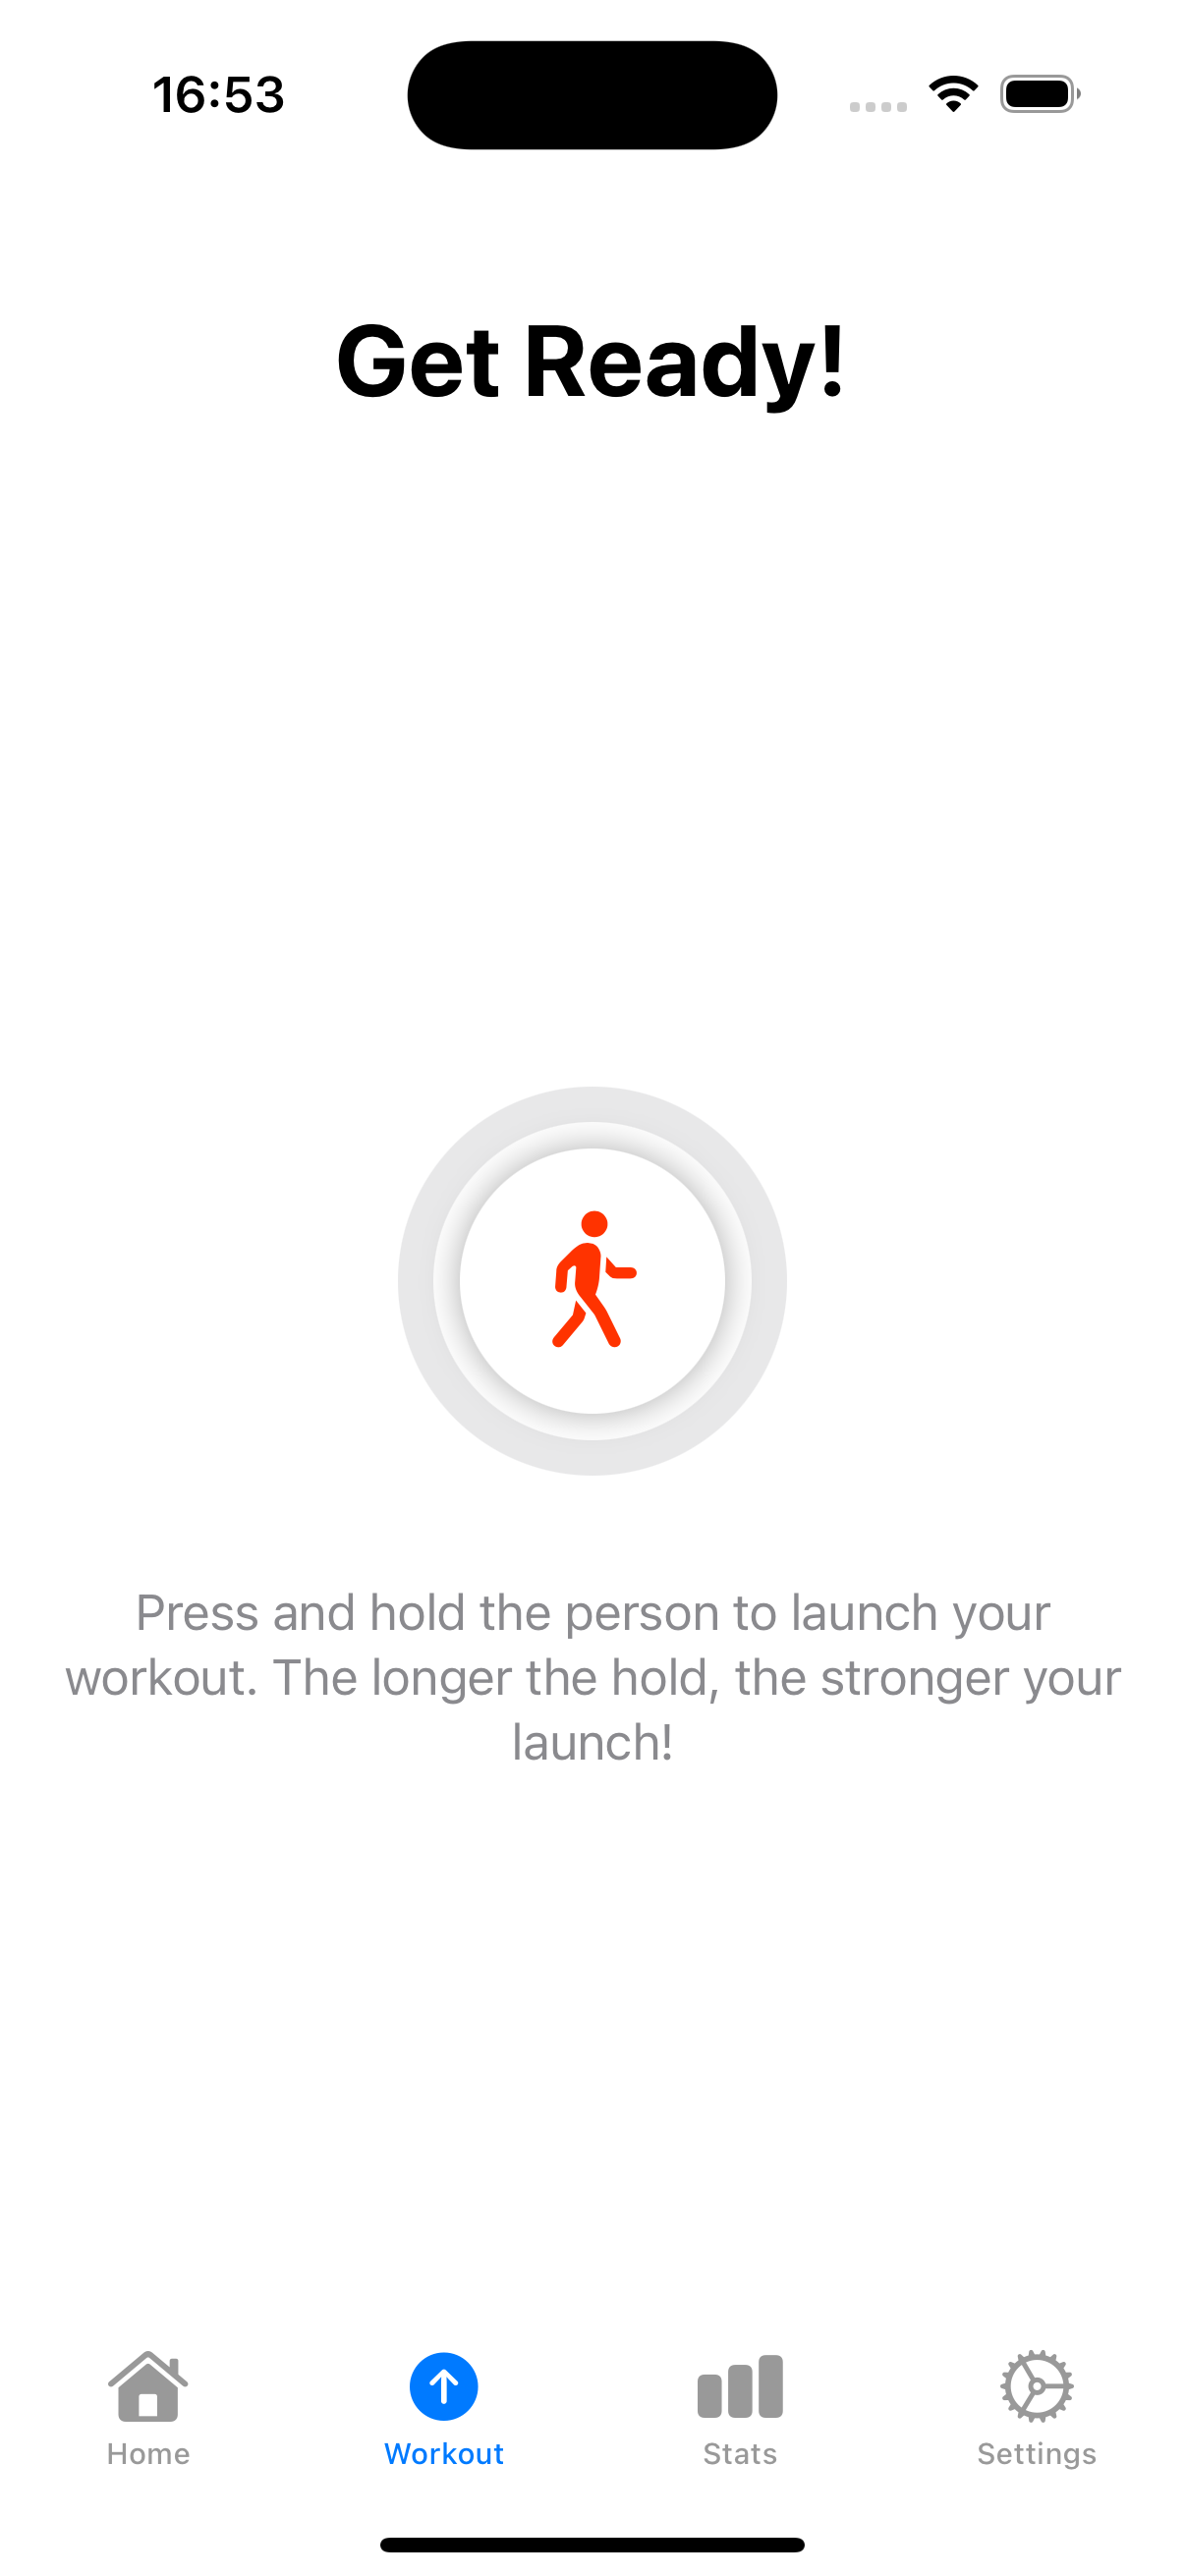 16:53
Get Ready!
Press and hold the person to launch your
workout. The longer the hold, the stronger your
launch!
Home
Workout
Stats
Settings